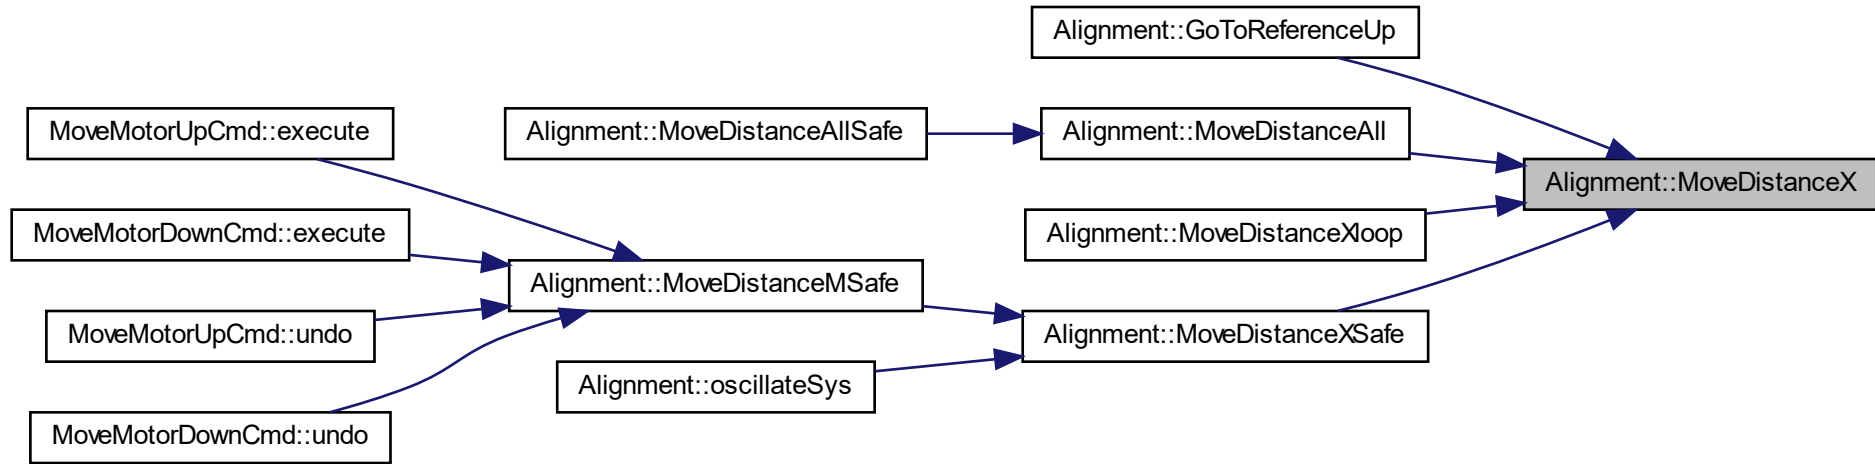 Alignment::GoToReferenceUp
MoveMotorUpCmd::execute
Alignment::MoveDistanceAllSafe
Alignment::MoveDistanceAll
Alignment::MoveDistanceX
MoveMotorDownCmd::execute
Alignment::MoveDistanceXloop
Alignment::MoveDistanceMSafe
MoveMotorUpCmd::undo
Alignment::MoveDistanceXSafe
Alignment::oscillateSys
MoveMotorDownCmd::undo